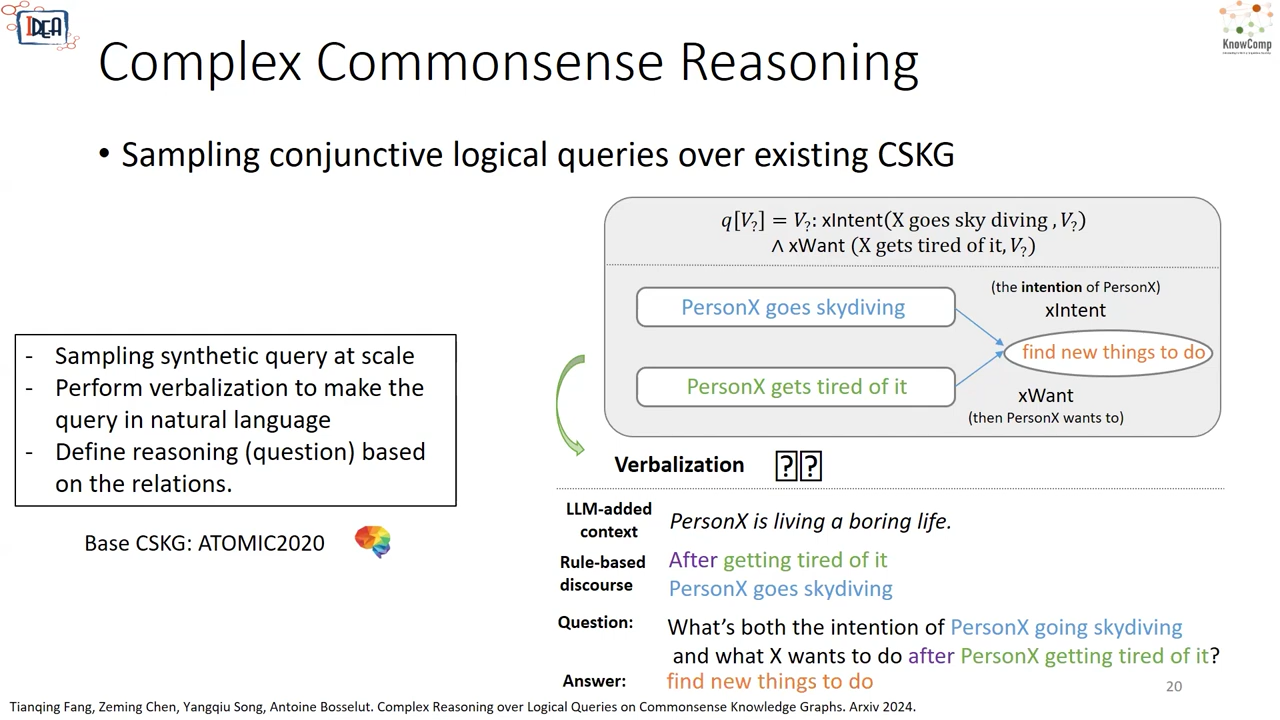 IDEA
KnowComp
Complex Commonsense Reasoning
• Sampling conjunctive logical queries over existing CSKG
q[V?] = V?: xIntent(X goes sky diving , V?)
∧ xWant (X gets tired of it, V?)
(the intention of PersonX)
PersonX goes skydiving
xIntent
find new things to do
PersonX gets tired of it
xWant
(then PersonX wants to)
- Sampling synthetic query at scale
- Perform verbalization to make the
query in natural language
- Define reasoning (question) based
on the relations.
Base CSKG: ATOMIC2020
Verbalization
LLM-added
context
PersonX is living a boring life.
Rule-based
discourse
After getting tired of it
PersonX goes skydiving
Question:
What's both the intention of PersonX going skydiving
and what X wants to do after PersonX getting tired of it?
Answer:
find new things to do
20
Tianqing Fang, Zeming Chen, Yangqiu Song, Antoine Bosselut. Complex Reasoning over Logical Queries on Commonsense Knowledge Graphs. Arxiv 2024.